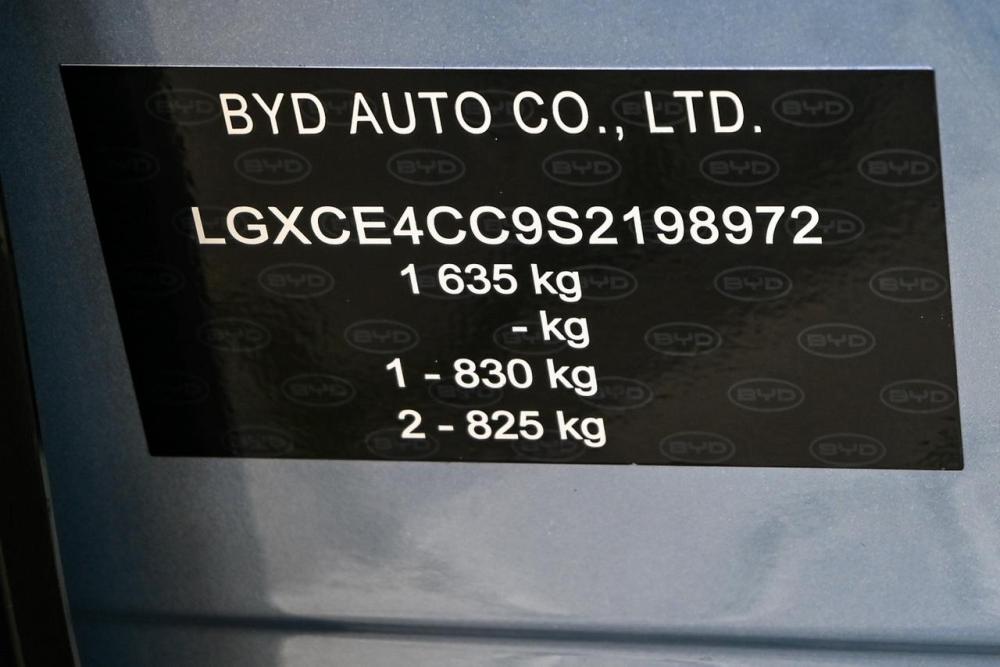 BYD AUTO CO., LTD.
LGXCE4CC9S2198972
1 635 kg
- kg
1 - 830 kg
2 - 825 kg